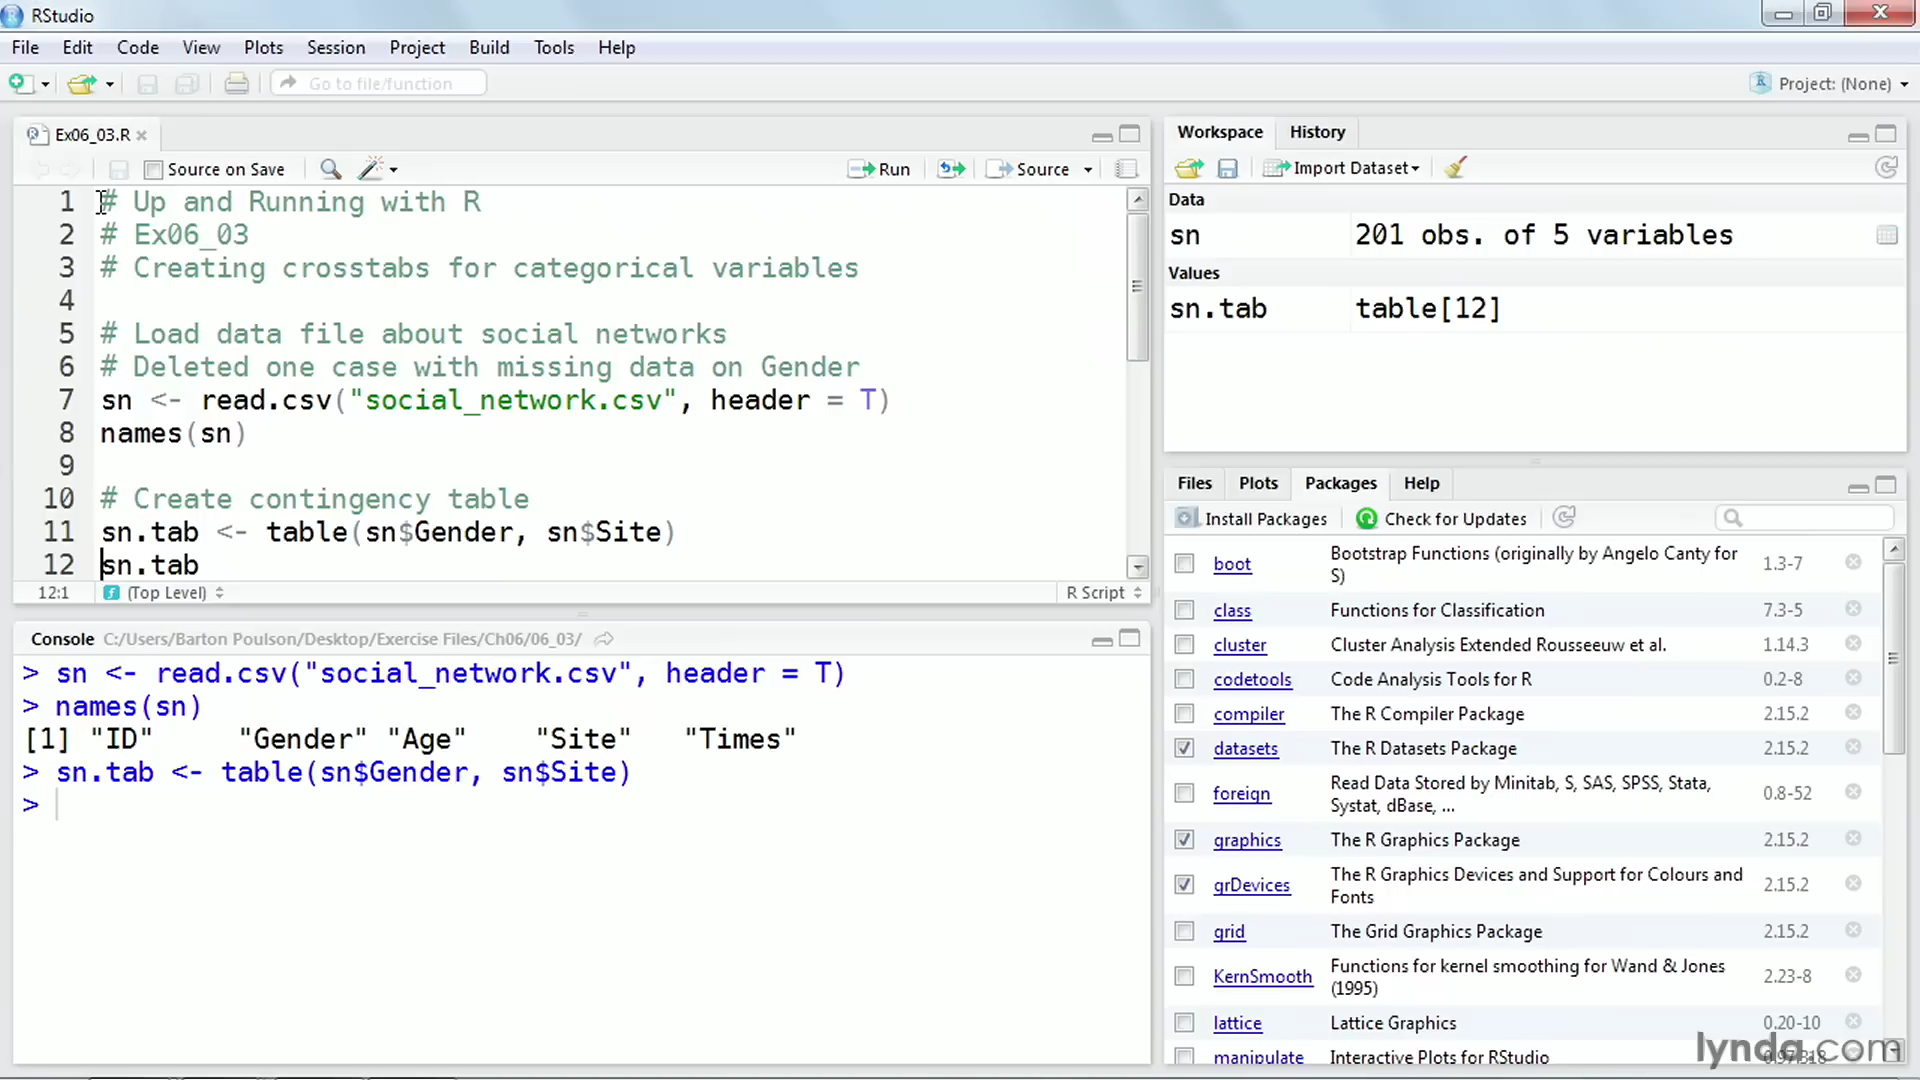 RStudio
File Edit Code View Plots Session Project Build Tools Help
Go to file/function
Project: (None)
Ex06_03.R
Source on Save
Run
Source
1 # Up and Running with R
2 # Ex06_03
3 # Creating crosstabs for categorical variables
4
5 # Load data file about social networks
6 # Deleted one case with missing data on Gender
7 sn <- read.csv("social_network.csv", header = T)
8 names(sn)
9
10 # Create contingency table
11 sn.tab <- table(sn$Gender, sn$Site)
12 sn.tab
12:1 (Top Level) R Script
Console C:/Users/Barton Poulson/Desktop/Exercise Files/Ch06/06_03/
> sn <- read.csv("social_network.csv", header = T)
> names(sn)
[1] "ID" "Gender" "Age" "Site" "Times"
> sn.tab <- table(sn$Gender, sn$Site)
>
Workspace History
Import Dataset
Data
sn 201 obs. of 5 variables
Values
sn.tab table[12]
Files Plots Packages Help
Install Packages Check for Updates
boot Bootstrap Functions (originally by Angelo Canty for S) 1.3-7
class Functions for Classification 7.3-5
cluster Cluster Analysis Extended Rousseeuw et al. 1.14.3
codetools Code Analysis Tools for R 0.2-8
compiler The R Compiler Package 2.15.2
datasets The R Datasets Package 2.15.2
foreign Read Data Stored by Minitab, S, SAS, SPSS, Stata, Systat, dBase, ... 0.8-52
graphics The R Graphics Package 2.15.2
grDevices The R Graphics Devices and Support for Colours and Fonts 2.15.2
grid The Grid Graphics Package 2.15.2
KernSmooth Functions for kernel smoothing for Wand & Jones (1995) 2.23-8
lattice Lattice Graphics 0.20-10
manipulate Interactive Plots for RStudio
lynda.com